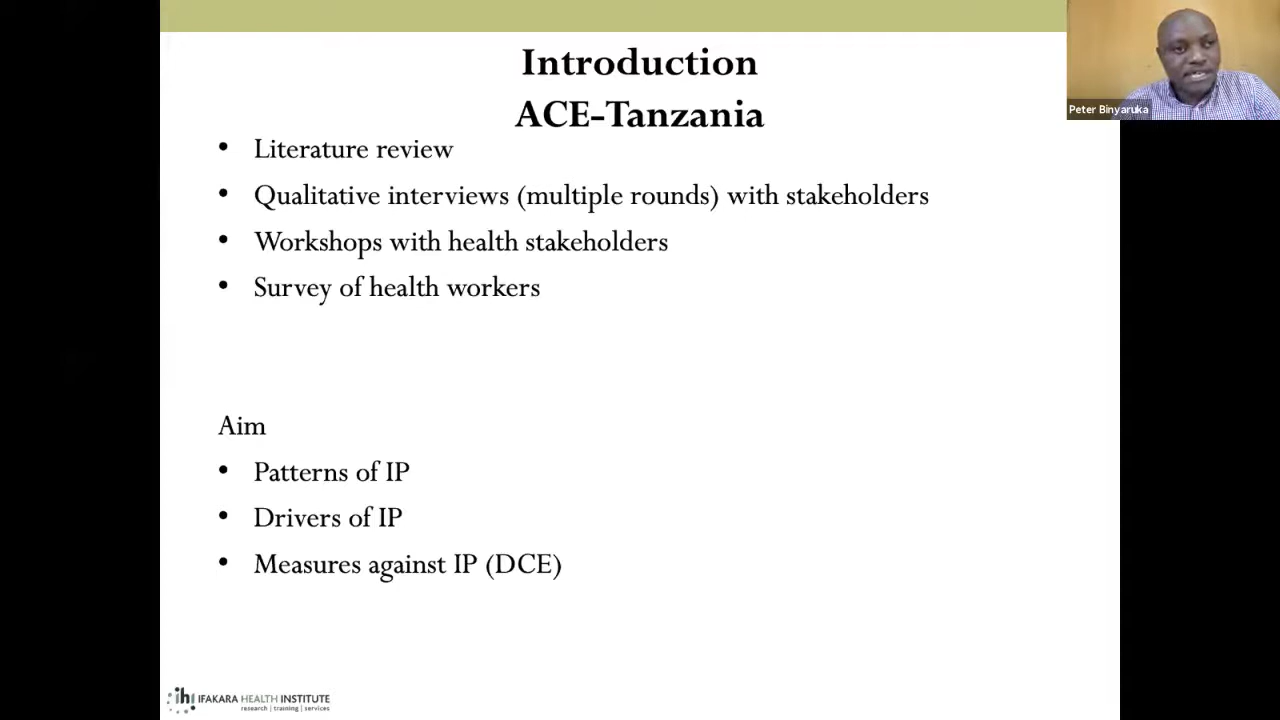 Introduction
ACE-Tanzania
• Literature review
• Qualitative interviews (multiple rounds) with stakeholders
• Workshops with health stakeholders
• Survey of health workers
Aim
• Patterns of IP
• Drivers of IP
• Measures against IP (DCE)
Peter Binyaruka
ihi IFAKARA HEALTH INSTITUTE
research | training | services